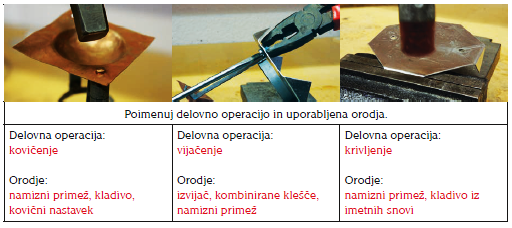 Poimenuj delovno operacijo in uporabljena orodja.
Delovna operacija:
kovičenje
Orodje:
namizni primež, kladivo,
kovični nastavek
Delovna operacija:
vijačenje
Orodje:
izvijač, kombinirane klešče,
namizni primež
Delovna operacija:
krivljenje
Orodje:
namizni primež, kladivo iz
imetnih snovi